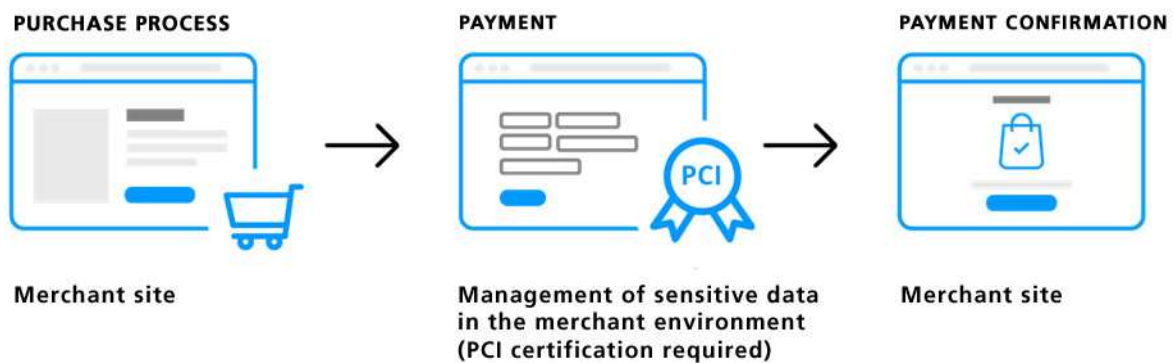 PURCHASE PROCESS
PAYMENT
PAYMENT CONFIRMATION
PCI
Merchant site
Management of sensitive data
in the merchant environment
(PCI certification required)
Merchant site